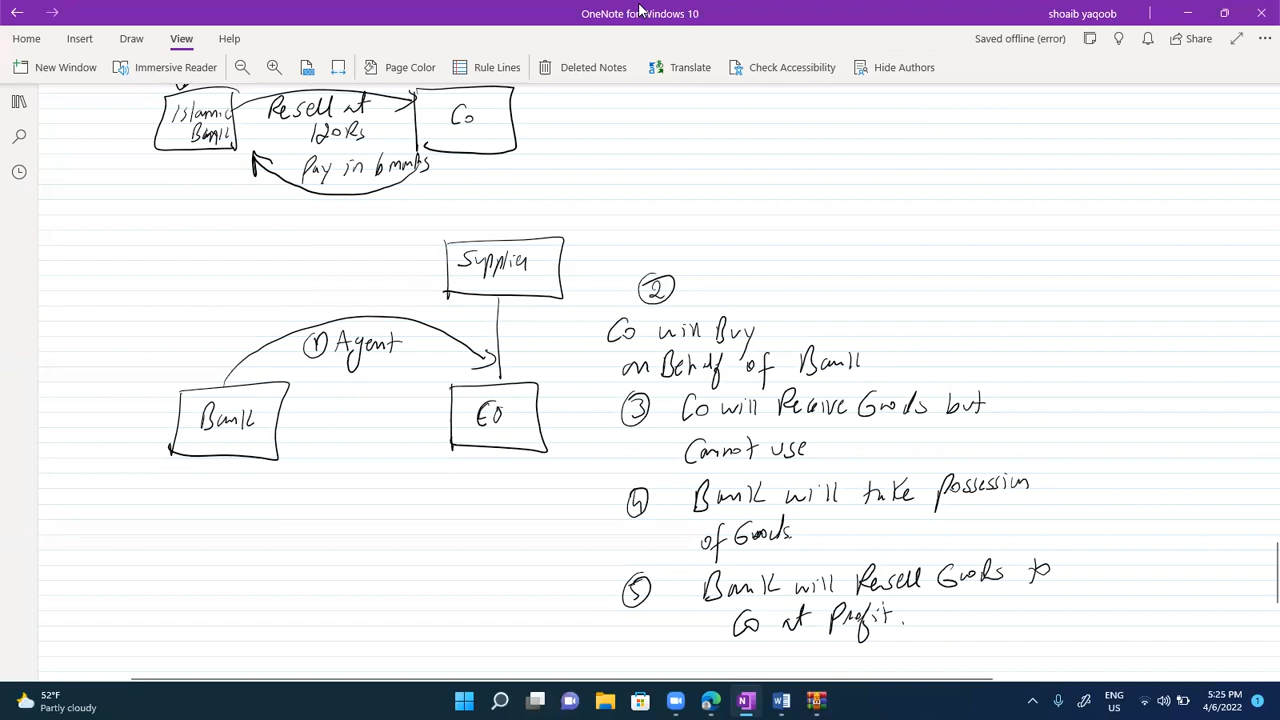 OneNote for Windows 10
shoaib yaqoob
Home Insert Draw View Help
Saved offline (error)
Share
New Window Immersive Reader Page Color Rule Lines Deleted Notes Translate Check Accessibility Hide Authors
Islamic Bank
Resell at
120Rs
Co
Pay in 6 mnths
Supplier
① Agent
Bank
CO
②
Co will Buy
on Behalf of Bank
③ Co will Receive Goods but
Cannot use
④ Bank will take possession
of Goods
⑤ Bank will Resell Goods to
Co at Profit.
52°F
Partly cloudy
ENG
US
5:25 PM
4/6/2022